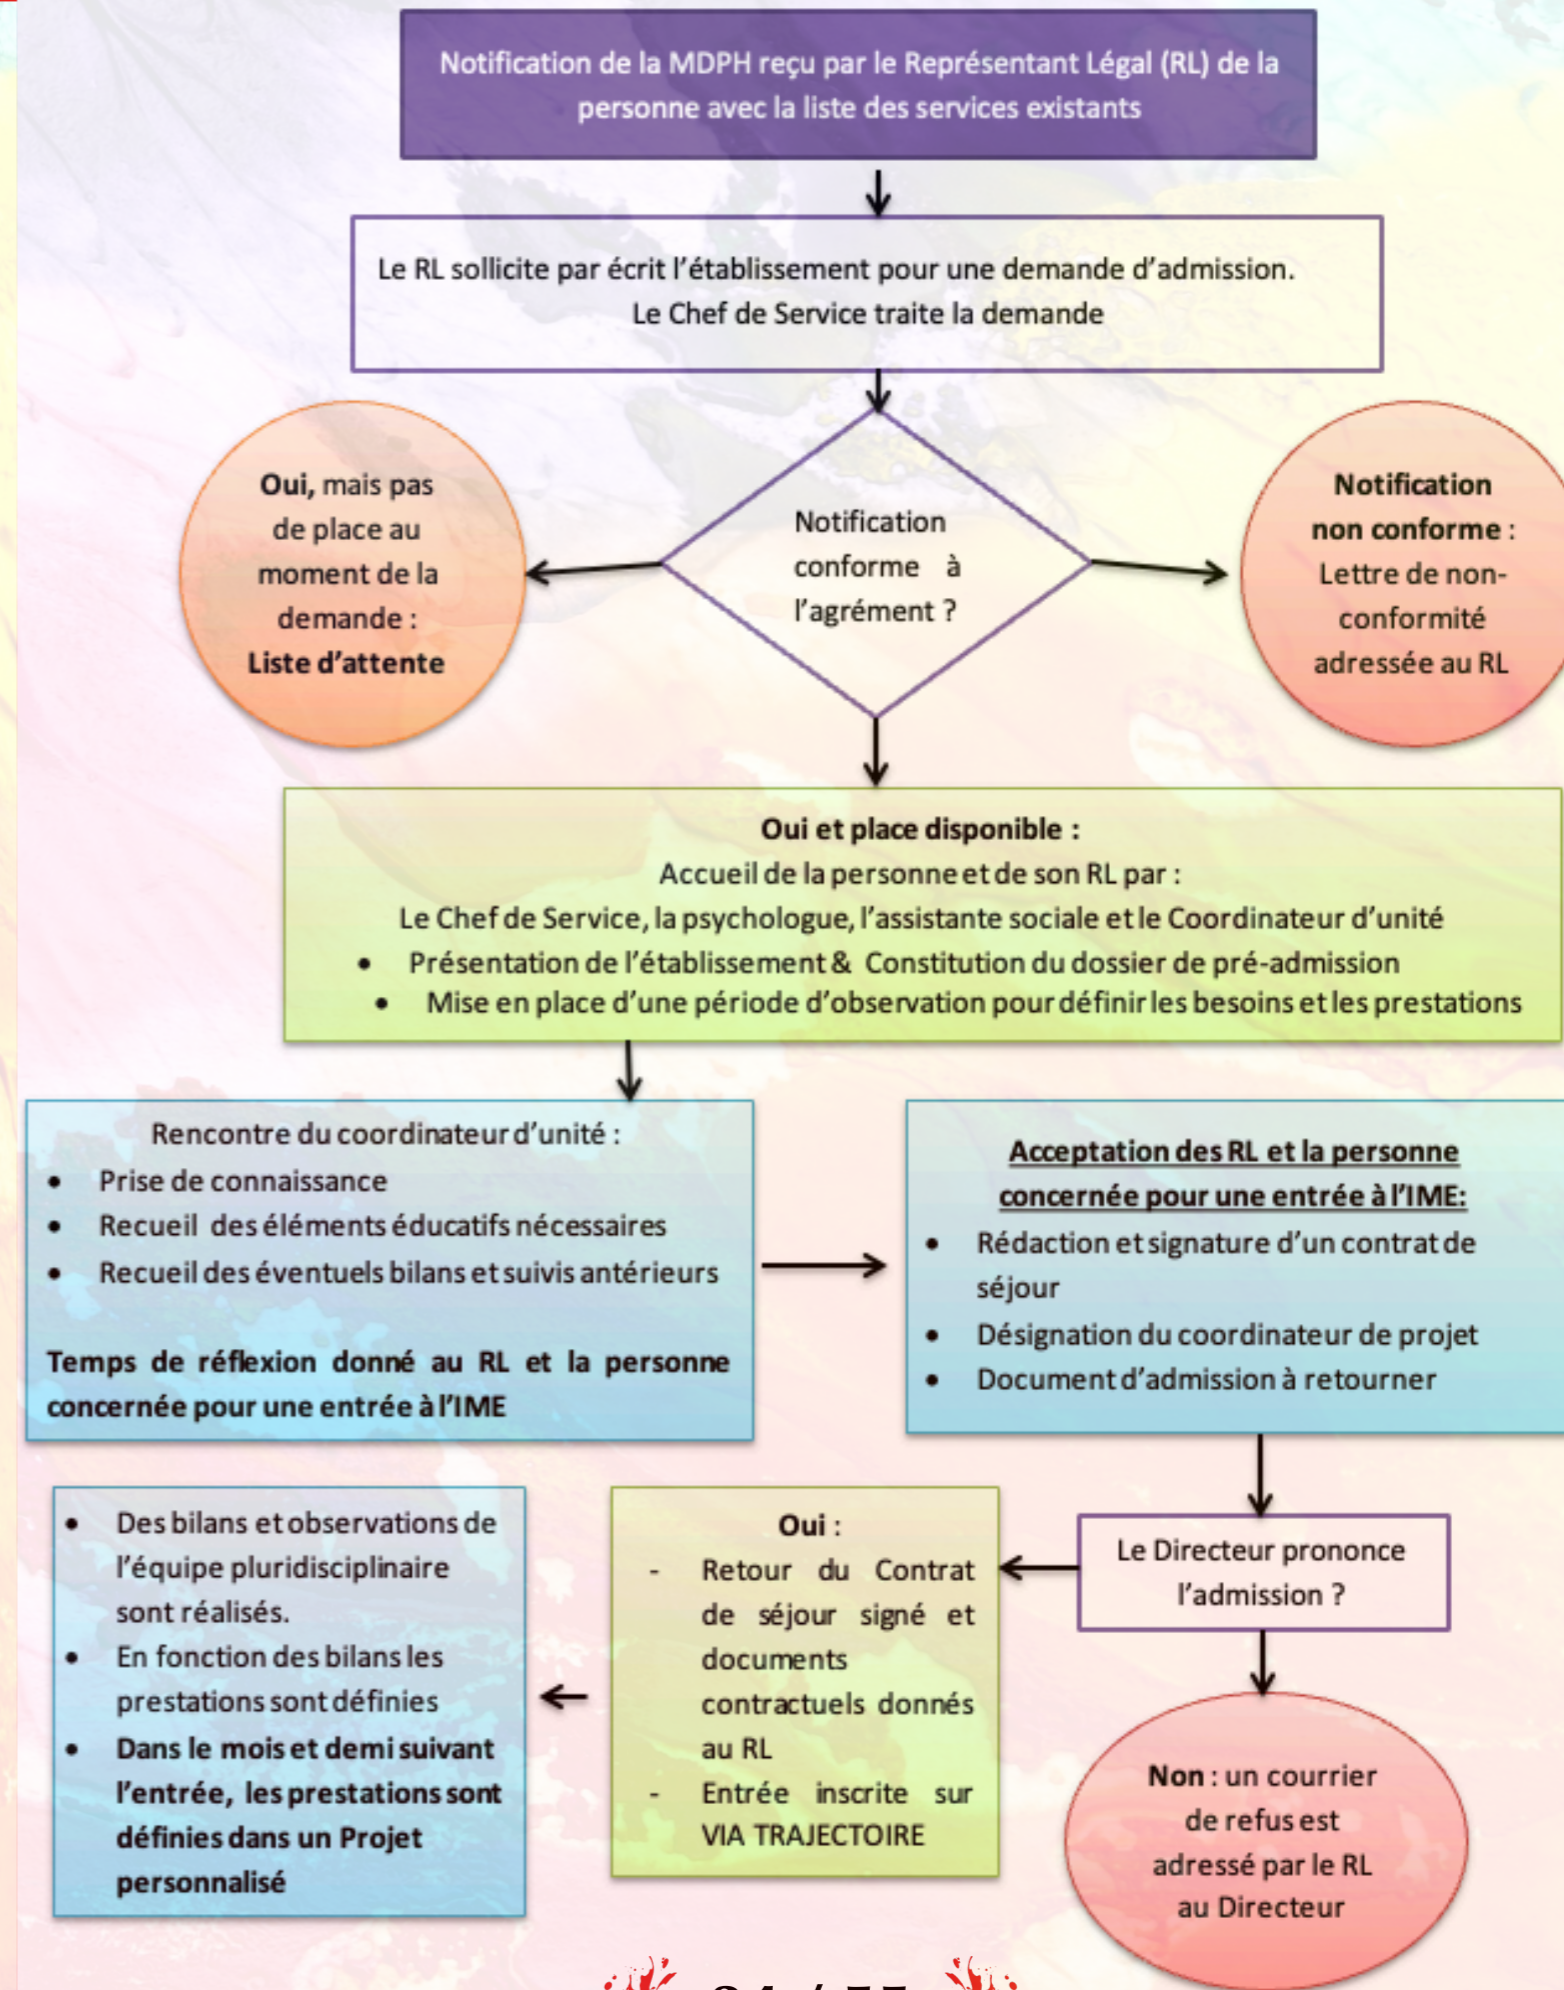 Notification de la MDPH reçu par le Représentant Légal (RL) de la
personne avec la liste des services existants
Le RL sollicite par écrit l'établissement pour une demande d'admission.
Le Chef de Service traite la demande
Oui, mais pas
de place au
moment de la
demande :
Liste d'attente
Notification
conforme à
l'agrément ?
Notification
non conforme :
Lettre de non-
conformité
adressée au RL
Oui et place disponible :
Accueil de la personne et de son RL par :
Le Chef de Service, la psychologue, l'assistante sociale et le Coordinateur d'unité
• Présentation de l'établissement & Constitution du dossier de pré-admission
• Mise en place d'une période d'observation pour définir les besoins et les prestations
Rencontre du coordinateur d'unité :
• Prise de connaissance
• Recueil des éléments éducatifs nécessaires
• Recueil des éventuels bilans et suivis antérieurs
Temps de réflexion donné au RL et la personne
concernée pour une entrée à l'IME
Acceptation des RL et la personne
concernée pour une entrée à l'IME:
• Rédaction et signature d'un contrat de
séjour
• Désignation du coordinateur de projet
• Document d'admission à retourner
Le Directeur prononce
l'admission ?
Oui :
- Retour du Contrat
de séjour signé et
documents
contractuels donnés
au RL
- Entrée inscrite sur
VIA TRAJECTOIRE
• Des bilans et observations de
l'équipe pluridisciplinaire
sont réalisés.
• En fonction des bilans les
prestations sont définies
• Dans le mois et demi suivant
l'entrée, les prestations sont
définies dans un Projet
personnalisé
Non : un courrier
de refus est
adressé par le RL
au Directeur